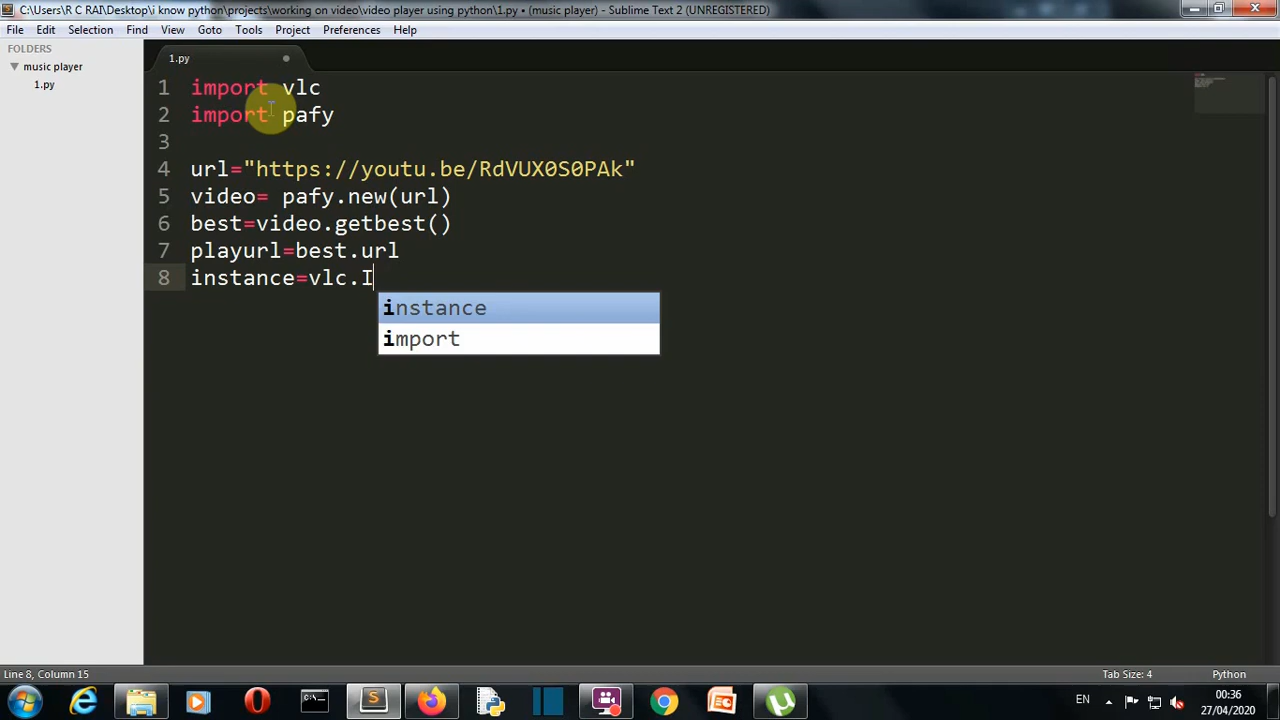 C:\Users\R C RAI\Desktop\i know python\projects\working on video\video player using python\1.py • (music player) - Sublime Text 2 (UNREGISTERED)
File Edit Selection Find View Goto Tools Project Preferences Help
FOLDERS
music player
1.py
1.py
1 import vlc
2 import pafy
3
4 url="https://youtu.be/RdVUX0S0PAk"
5 video= pafy.new(url)
6 best=video.getbest()
7 playurl=best.url
8 instance=vlc.I
instance
import
Line 8, Column 15 Tab Size: 4 Python
EN 00:36
27/04/2020